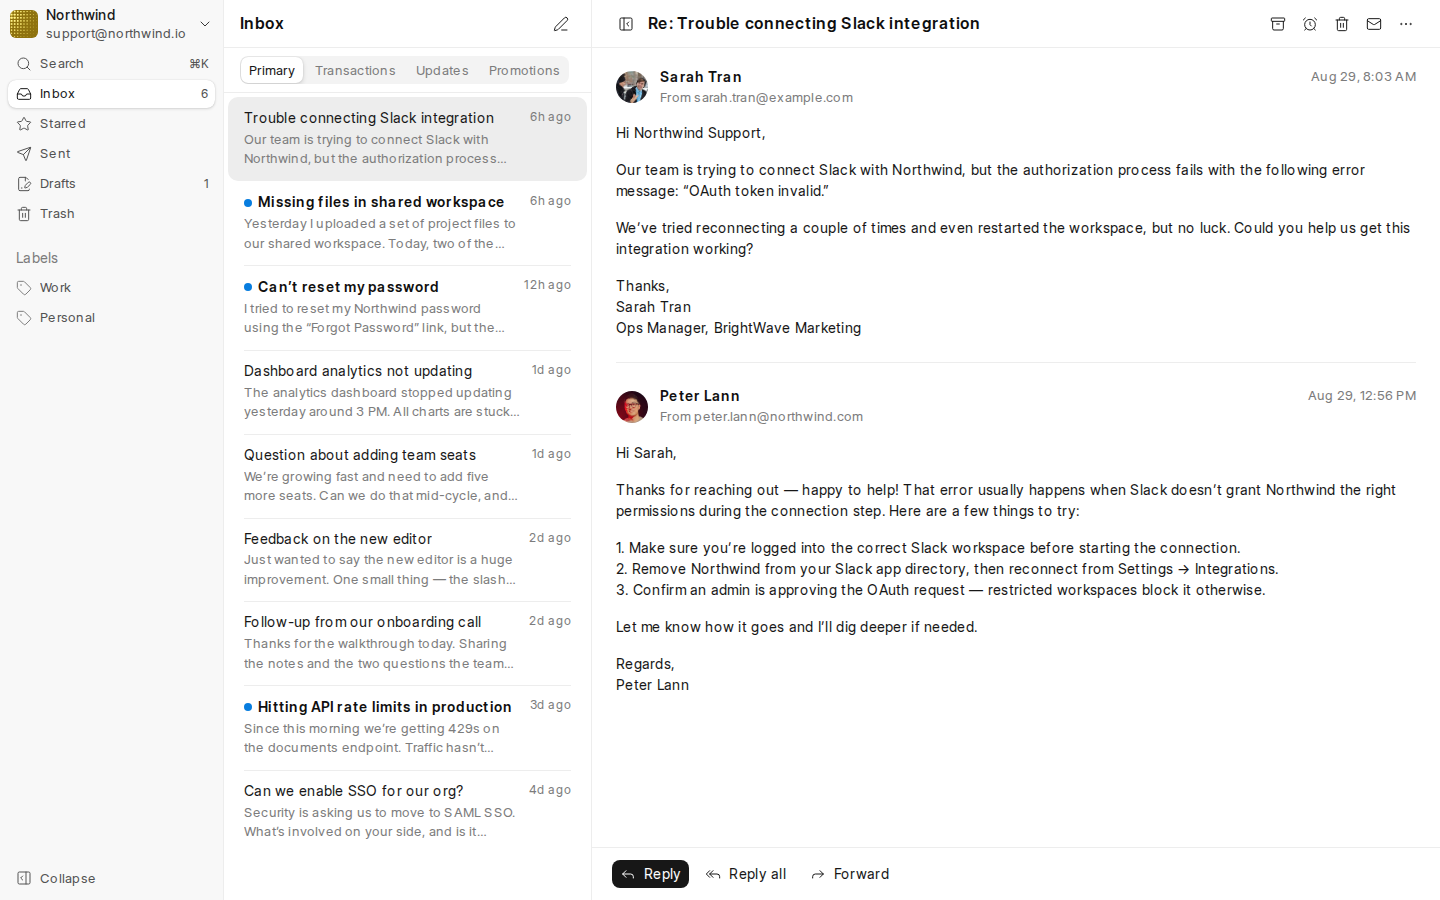 Northwind
support@northwind.io
Search ⌘K
Inbox 6
Starred
Sent
Drafts 1
Trash
Labels
Work
Personal
Collapse
Inbox
Primary Transactions Updates Promotions
Trouble connecting Slack integration 6h ago
Our team is trying to connect Slack with
Northwind, but the authorization process…
Missing files in shared workspace 6h ago
Yesterday I uploaded a set of project files to
our shared workspace. Today, two of the…
Can’t reset my password 12h ago
I tried to reset my Northwind password
using the “Forgot Password” link, but the…
Dashboard analytics not updating 1d ago
The analytics dashboard stopped updating
yesterday around 3 PM. All charts are stuck…
Question about adding team seats 1d ago
We’re growing fast and need to add five
more seats. Can we do that mid-cycle, and…
Feedback on the new editor 2d ago
Just wanted to say the new editor is a huge
improvement. One small thing — the slash…
Follow-up from our onboarding call 2d ago
Thanks for the walkthrough today. Sharing
the notes and the two questions the team…
Hitting API rate limits in production 3d ago
Since this morning we’re getting 429s on
the documents endpoint. Traffic hasn’t…
Can we enable SSO for our org? 4d ago
Security is asking us to move to SAML SSO.
What’s involved on your side, and is it…
Re: Trouble connecting Slack integration
Sarah Tran Aug 29, 8:03 AM
From sarah.tran@example.com
Hi Northwind Support,
Our team is trying to connect Slack with Northwind, but the authorization process fails with the following error
message: “OAuth token invalid.”
We’ve tried reconnecting a couple of times and even restarted the workspace, but no luck. Could you help us get this
integration working?
Thanks,
Sarah Tran
Ops Manager, BrightWave Marketing
Peter Lann Aug 29, 12:56 PM
From peter.lann@northwind.com
Hi Sarah,
Thanks for reaching out — happy to help! That error usually happens when Slack doesn’t grant Northwind the right
permissions during the connection step. Here are a few things to try:
1. Make sure you’re logged into the correct Slack workspace before starting the connection.
2. Remove Northwind from your Slack app directory, then reconnect from Settings → Integrations.
3. Confirm an admin is approving the OAuth request — restricted workspaces block it otherwise.
Let me know how it goes and I’ll dig deeper if needed.
Regards,
Peter Lann
Reply Reply all Forward